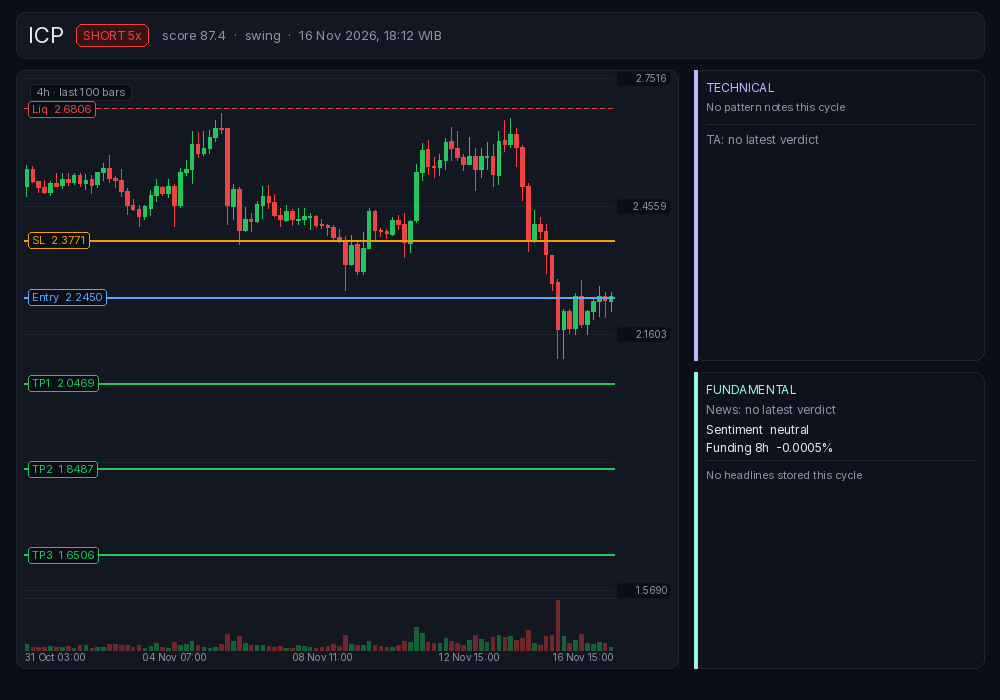 ICP SHORT 5x score 87.4 · swing · 16 Nov 2026, 18:12 WIB
4h · last 100 bars
2.7516
Liq 2.6806
2.4559
SL 2.3771
Entry 2.2450
2.1603
TP1 2.0469
TP2 1.8487
TP3 1.6506
1.5690
31 Oct 03:00 04 Nov 07:00 08 Nov 11:00 12 Nov 15:00 16 Nov 15:00
TECHNICAL
No pattern notes this cycle
TA: no latest verdict
FUNDAMENTAL
News: no latest verdict
Sentiment neutral
Funding 8h -0.0005%
No headlines stored this cycle